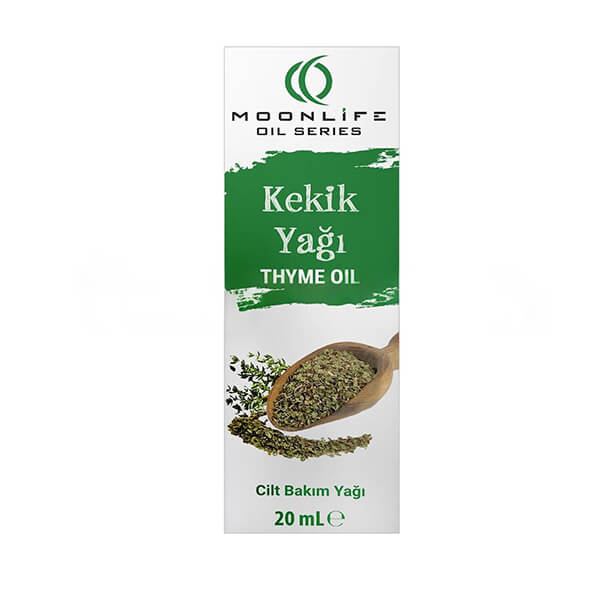 MOONLİFE
OIL SERIES
Kekik
Yağı
THYME OIL
Cilt Bakım Yağı
20 mL ℮